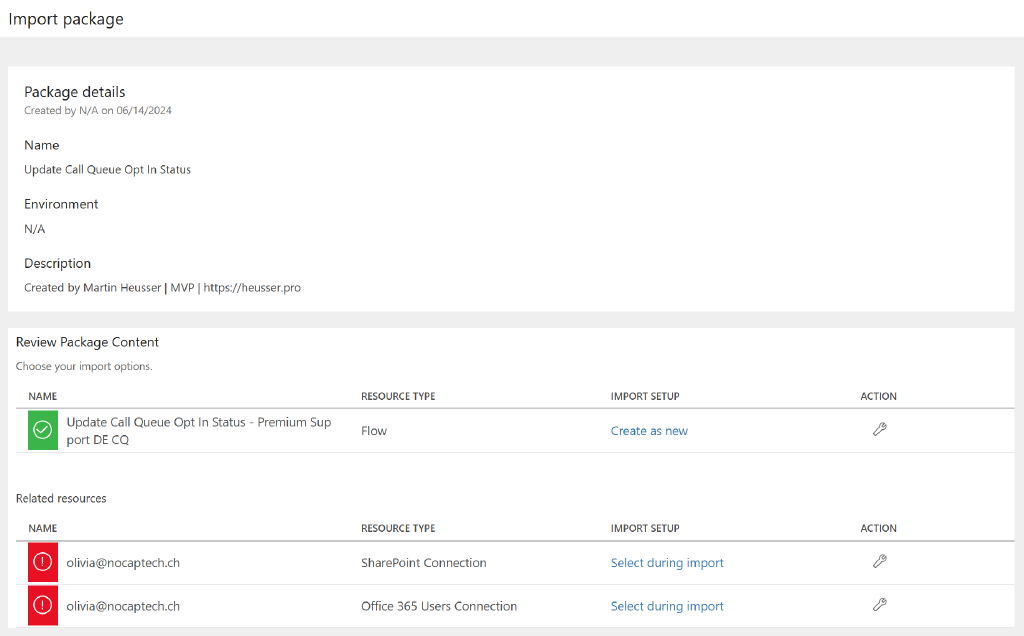 Import package
Package details
Created by N/A on 06/14/2024
Name
Update Call Queue Opt In Status
Environment
N/A
Description
Created by Martin Heusser | MVP | https://heusser.pro
Review Package Content
Choose your import options.
NAME RESOURCE TYPE IMPORT SETUP ACTION
Update Call Queue Opt In Status - Premium Sup
port DE CQ
Flow Create as new
Related resources
NAME RESOURCE TYPE IMPORT SETUP ACTION
olivia@nocaptech.ch SharePoint Connection Select during import
olivia@nocaptech.ch Office 365 Users Connection Select during import